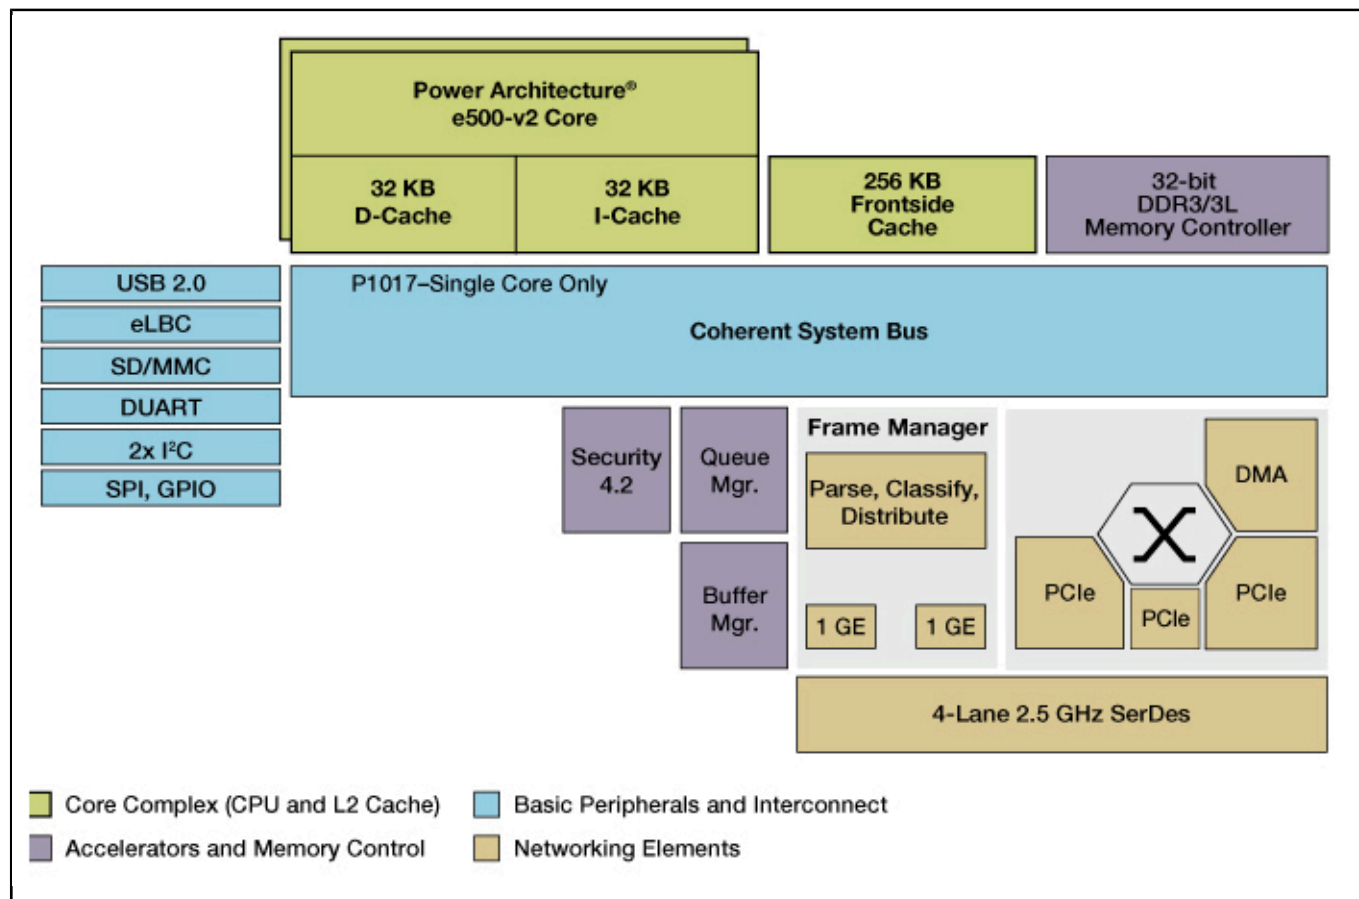 Power Architecture®
e500-v2 Core
32 KB
D-Cache
32 KB
I-Cache
256 KB
Frontside
Cache
32-bit
DDR3/3L
Memory Controller
USB 2.0
eLBC
SD/MMC
DUART
2x I²C
SPI, GPIO
P1017–Single Core Only
Coherent System Bus
Security
4.2
Queue
Mgr.
Buffer
Mgr.
Frame Manager
Parse, Classify,
Distribute
1 GE
1 GE
DMA
PCIe
PCIe
PCIe
4-Lane 2.5 GHz SerDes
Core Complex (CPU and L2 Cache)
Basic Peripherals and Interconnect
Accelerators and Memory Control
Networking Elements